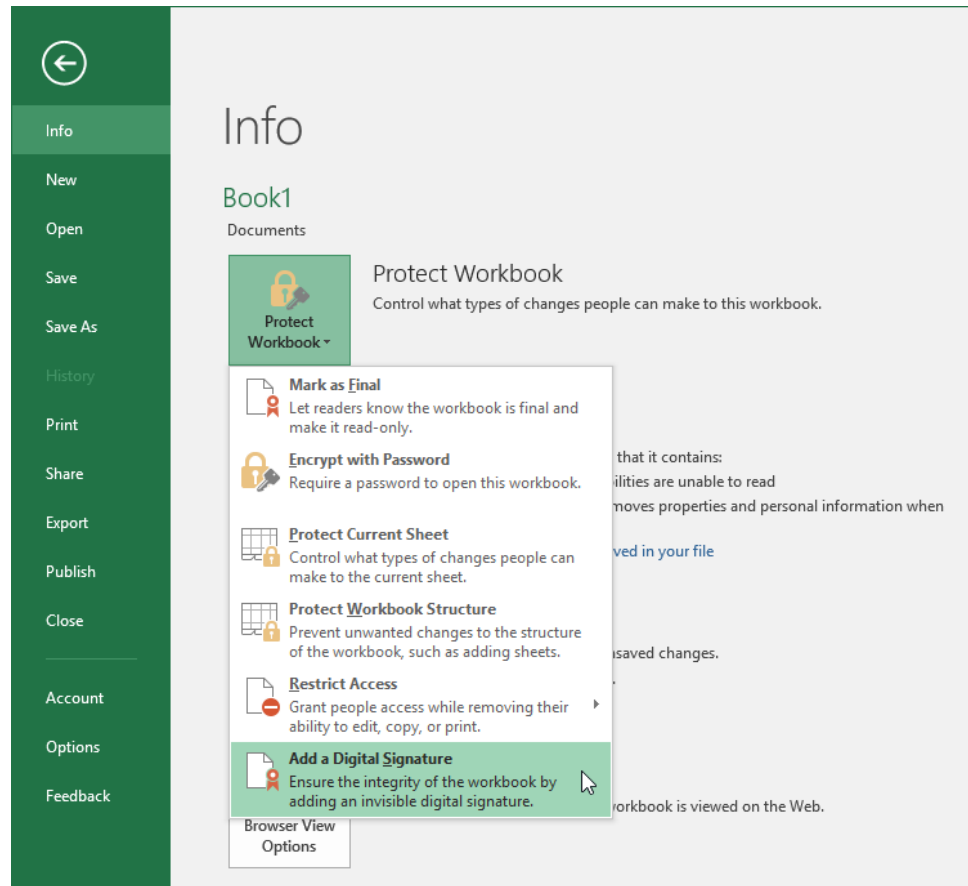 Info
New
Open
Save
Save As
History
Print
Share
Export
Publish
Close
Account
Options
Feedback
Info
Book1
Documents
Protect
Workbook
Protect Workbook
Control what types of changes people can make to this workbook.
Mark as Final
Let readers know the workbook is final and
make it read-only.
Encrypt with Password
Require a password to open this workbook.
Protect Current Sheet
Control what types of changes people can
make to the current sheet.
Protect Workbook Structure
Prevent unwanted changes to the structure
of the workbook, such as adding sheets.
Restrict Access
Grant people access while removing their
ability to edit, copy, or print.
Add a Digital Signature
Ensure the integrity of the workbook by
adding an invisible digital signature.
that it contains:
ilities are unable to read
moves properties and personal information when
ved in your file
saved changes.
orkbook is viewed on the Web.
Browser View
Options